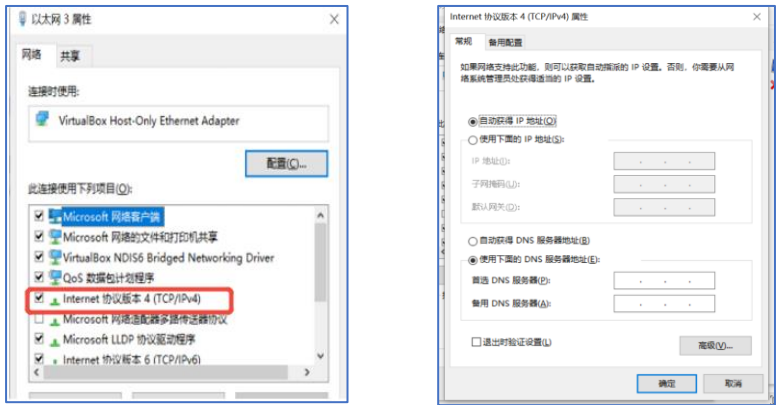 以太网 3 属性
网络
共享
连接时使用:
VirtualBox Host-Only Ethernet Adapter
配置(C)...
此连接使用下列项目(O):
Microsoft 网络客户端
Microsoft 网络的文件和打印机共享
VirtualBox NDIS6 Bridged Networking Driver
QoS 数据包计划程序
Internet 协议版本 4 (TCP/IPv4)
Microsoft 网络适配器多路传送器协议
Microsoft LLDP 协议驱动程序
Internet 协议版本 6 (TCP/IPv6)
Internet 协议版本 4 (TCP/IPv4) 属性
常规
备用配置
如果网络支持此功能，则可以获取自动指派的 IP 设置。否则，你需要从网
络系统管理员处获得适当的 IP 设置。
自动获得 IP 地址(O)
使用下面的 IP 地址(S):
IP 地址(I):
子网掩码(U):
默认网关(D):
自动获得 DNS 服务器地址(B)
使用下面的 DNS 服务器地址(E):
首选 DNS 服务器(P):
备用 DNS 服务器(A):
退出时验证设置(L)
高级(V)...
确定
取消